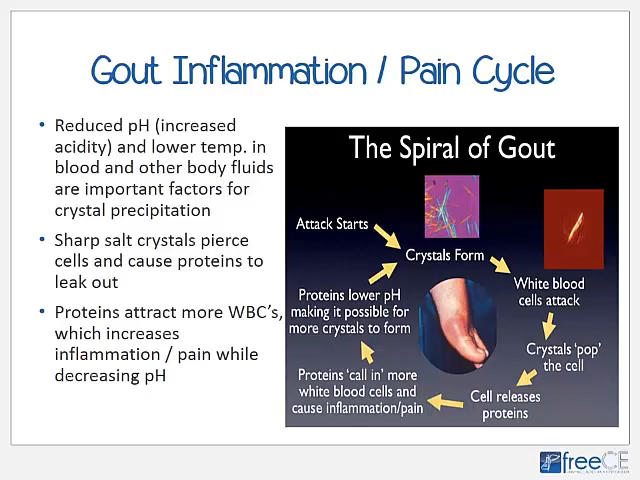 Gout Inflammation / Pain Cycle
• Reduced pH (increased
acidity) and lower temp. in
blood and other body fluids
are important factors for
crystal precipitation
• Sharp salt crystals pierce
cells and cause proteins to
leak out
• Proteins attract more WBC's,
which increases
inflammation / pain while
decreasing pH
The Spiral of Gout
Attack Starts
Crystals Form
White blood
cells attack
Crystals 'pop'
the cell
Cell releases
proteins
Proteins 'call in' more
white blood cells and
cause inflammation/pain
Proteins lower pH
making it possible for
more crystals to form
freeCE